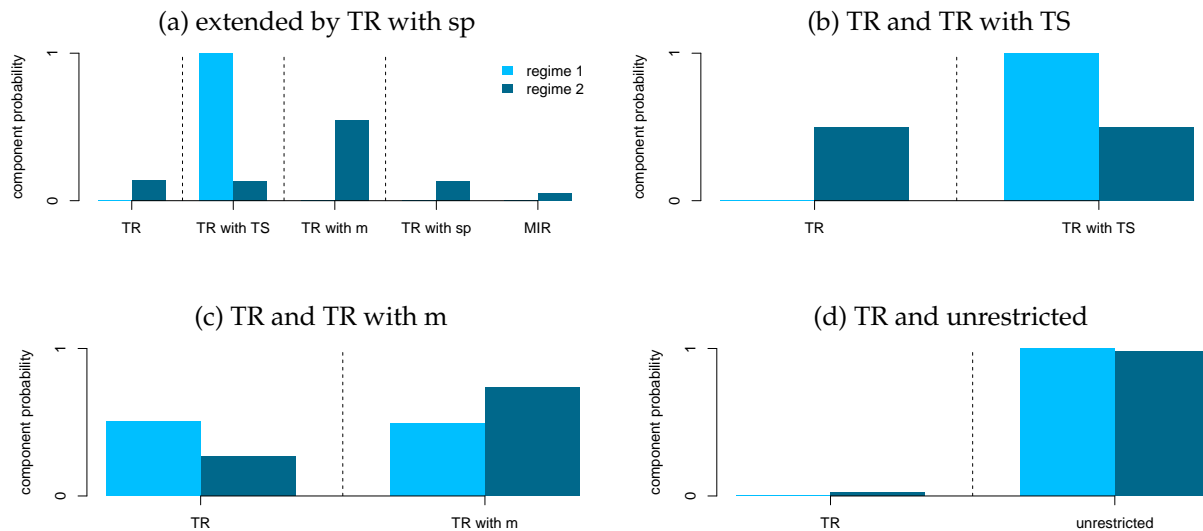 (a) extended by TR with sp
component probability
1
0
regime 1
regime 2
TR
TR with TS
TR with m
TR with sp
MIR
(b) TR and TR with TS
component probability
1
0
TR
TR with TS
(c) TR and TR with m
component probability
1
0
TR
TR with m
(d) TR and unrestricted
component probability
1
0
TR
unrestricted